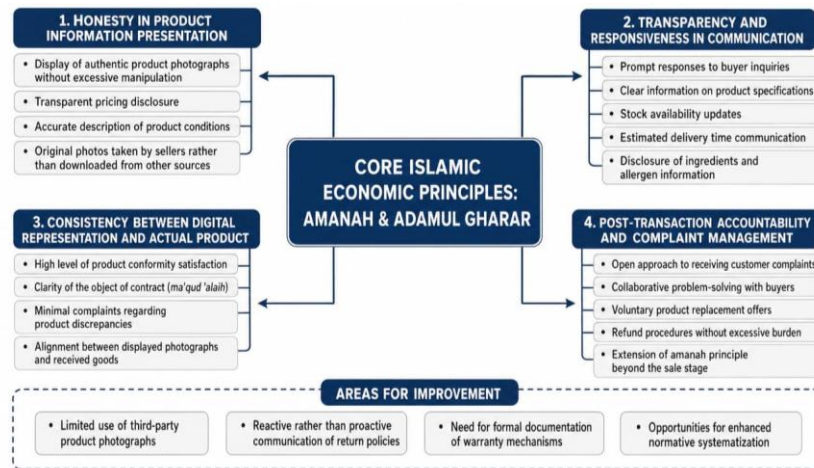 1. HONESTY IN PRODUCT
INFORMATION PRESENTATION
• Display of authentic product photographs
without excessive manipulation
• Transparent pricing disclosure
• Accurate description of product conditions
• Original photos taken by sellers rather
than downloaded from other sources
2. TRANSPARENCY AND
RESPONSIVENESS IN COMMUNICATION
• Prompt responses to buyer inquiries
• Clear information on product specifications
• Stock availability updates
• Estimated delivery time communication
• Disclosure of ingredients and
allergen information
CORE ISLAMIC
ECONOMIC PRINCIPLES:
AMANAH & ADAMUL GHARAR
3. CONSISTENCY BETWEEN DIGITAL
REPRESENTATION AND ACTUAL PRODUCT
• High level of product conformity satisfaction
• Clarity of the object of contract (ma'qud 'alaih)
• Minimal complaints regarding
product discrepancies
• Alignment between displayed photographs
and received goods
4. POST-TRANSACTION ACCOUNTABILITY
AND COMPLAINT MANAGEMENT
• Open approach to receiving customer complaints
• Collaborative problem-solving with buyers
• Voluntary product replacement offers
• Refund procedures without excessive burden
• Extension of amanah principle
beyond the sale stage
AREAS FOR IMPROVEMENT
• Limited use of third-party
product photographs
• Reactive rather than proactive
communication of return policies
• Need for formal documentation
of warranty mechanisms
• Opportunities for enhanced
normative systematization